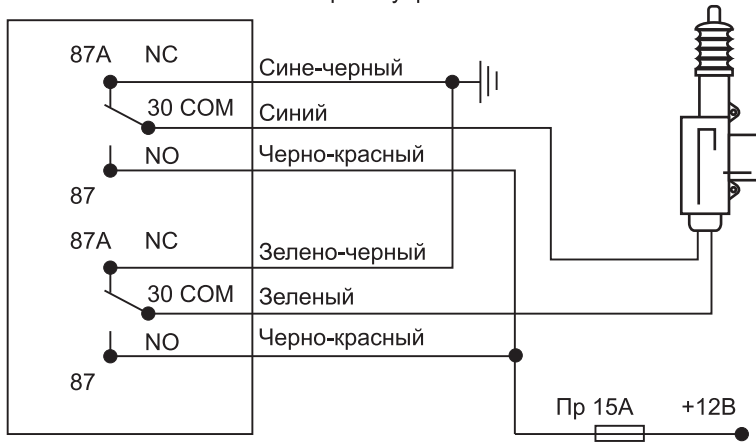 87A NC
Сине-черный
30 COM
Синий
NO
Черно-красный
87
87A NC
Зелено-черный
30 COM
Зеленый
NO
Черно-красный
87
Пр 15А
+12В